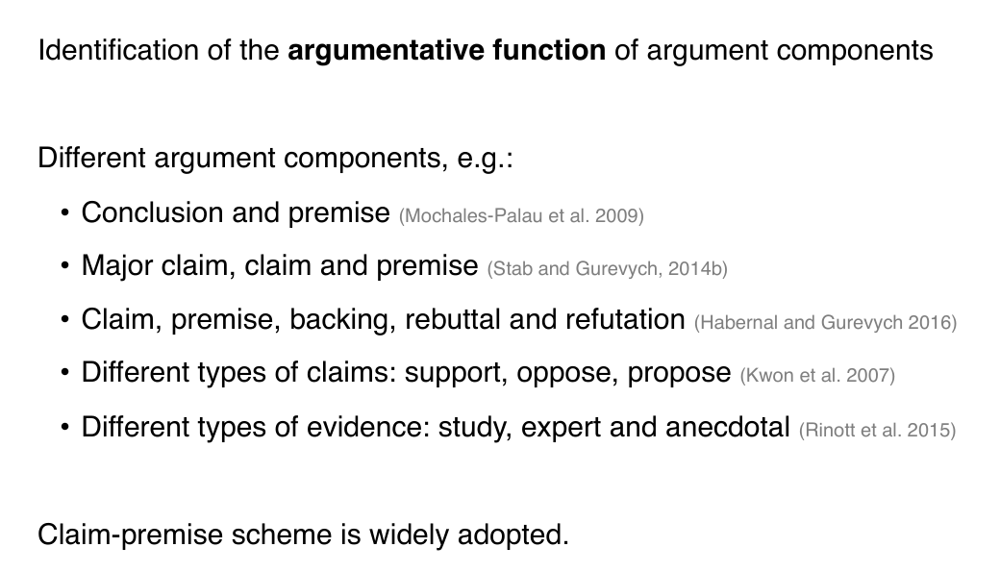 Identification of the argumentative function of argument components
Different argument components, e.g.:
• Conclusion and premise (Mochales-Palau et al. 2009)
• Major claim, claim and premise (Stab and Gurevych, 2014b)
• Claim, premise, backing, rebuttal and refutation (Habernal and Gurevych 2016)
• Different types of claims: support, oppose, propose (Kwon et al. 2007)
• Different types of evidence: study, expert and anecdotal (Rinott et al. 2015)
Claim-premise scheme is widely adopted.